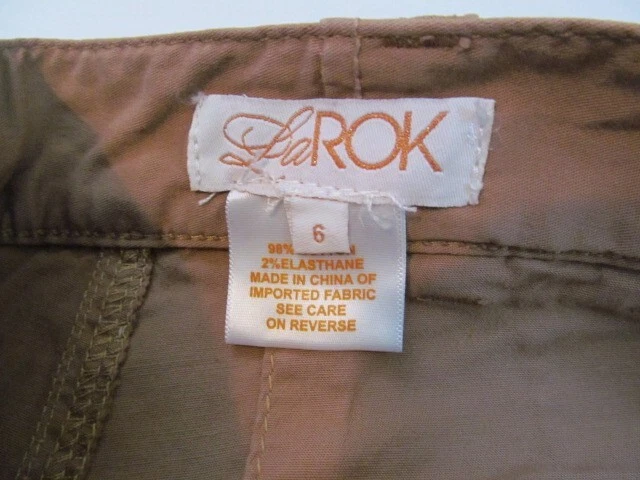 LaROK
6
98%
2%ELASTHANE
MADE IN CHINA OF
IMPORTED FABRIC
SEE CARE
ON REVERSE